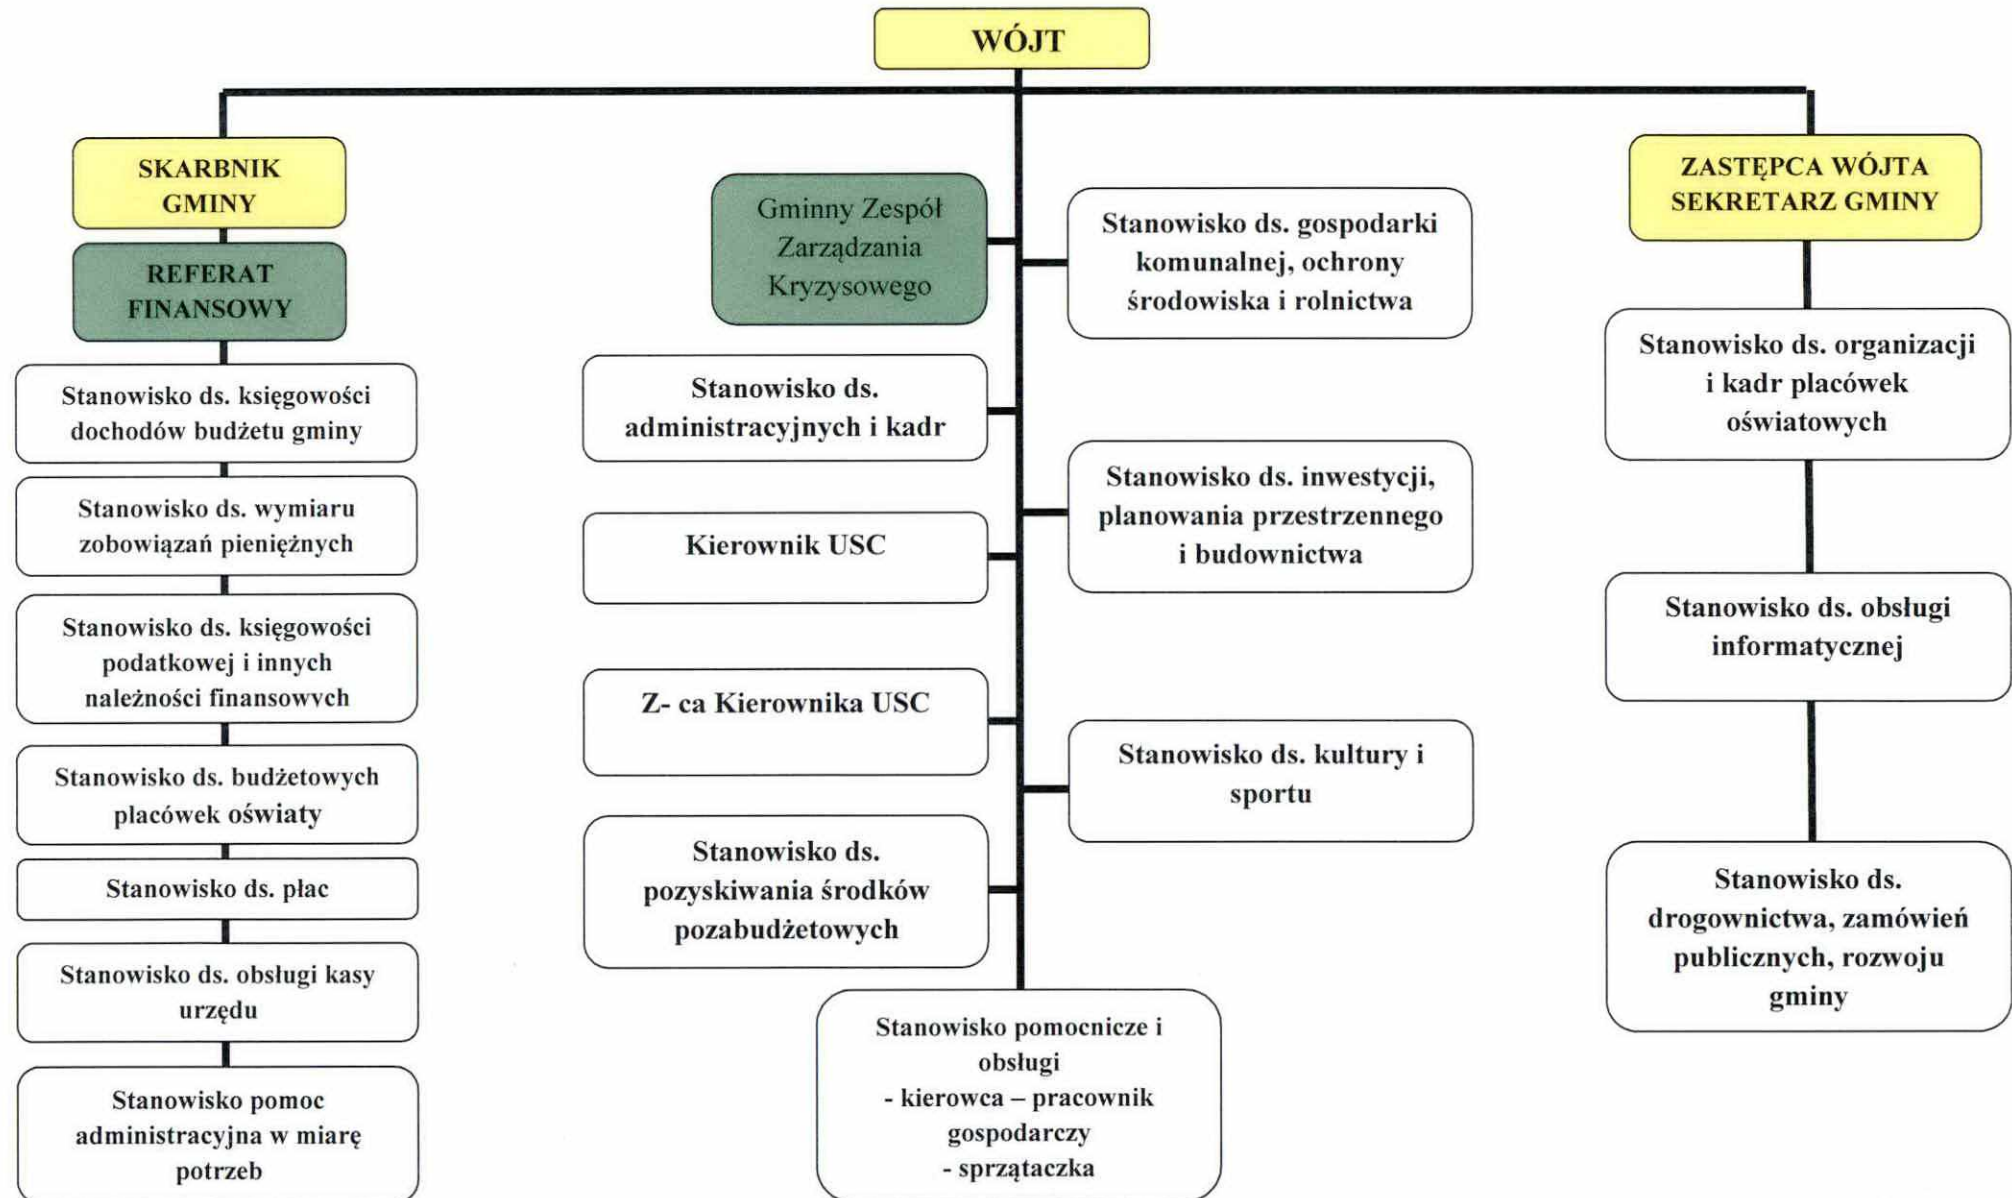 WÓJT
SKARBNIK
GMINY
REFERAT
FINANSOWY
Stanowisko ds. księgowości
dochodów budżetu gminy
Stanowisko ds. wymiaru
zobowiązań pieniężnych
Stanowisko ds. księgowości
podatkowej i innych
należności finansowych
Stanowisko ds. budżetowych
placówek oświaty
Stanowisko ds. płac
Stanowisko ds. obsługi kasy
urzędu
Stanowisko pomoc
administracyjna w miarę
potrzeb
Gminny Zespół
Zarządzania
Kryzysowego
Stanowisko ds.
administracyjnych i kadr
Kierownik USC
Z- ca Kierownika USC
Stanowisko ds.
pozyskiwania środków
pozabudżetowych
Stanowisko ds. gospodarki
komunalnej, ochrony
środowiska i rolnictwa
Stanowisko ds. inwestycji,
planowania przestrzennego
i budownictwa
Stanowisko ds. kultury i
sportu
Stanowisko pomocnicze i
obsługi
- kierowca – pracownik
gospodarczy
- sprzątaczka
ZASTĘPCA WÓJTA
SEKRETARZ GMINY
Stanowisko ds. organizacji
i kadr placówek
oświatowych
Stanowisko ds. obsługi
informatycznej
Stanowisko ds.
drogownictwa, zamówień
publicznych, rozwoju
gminy